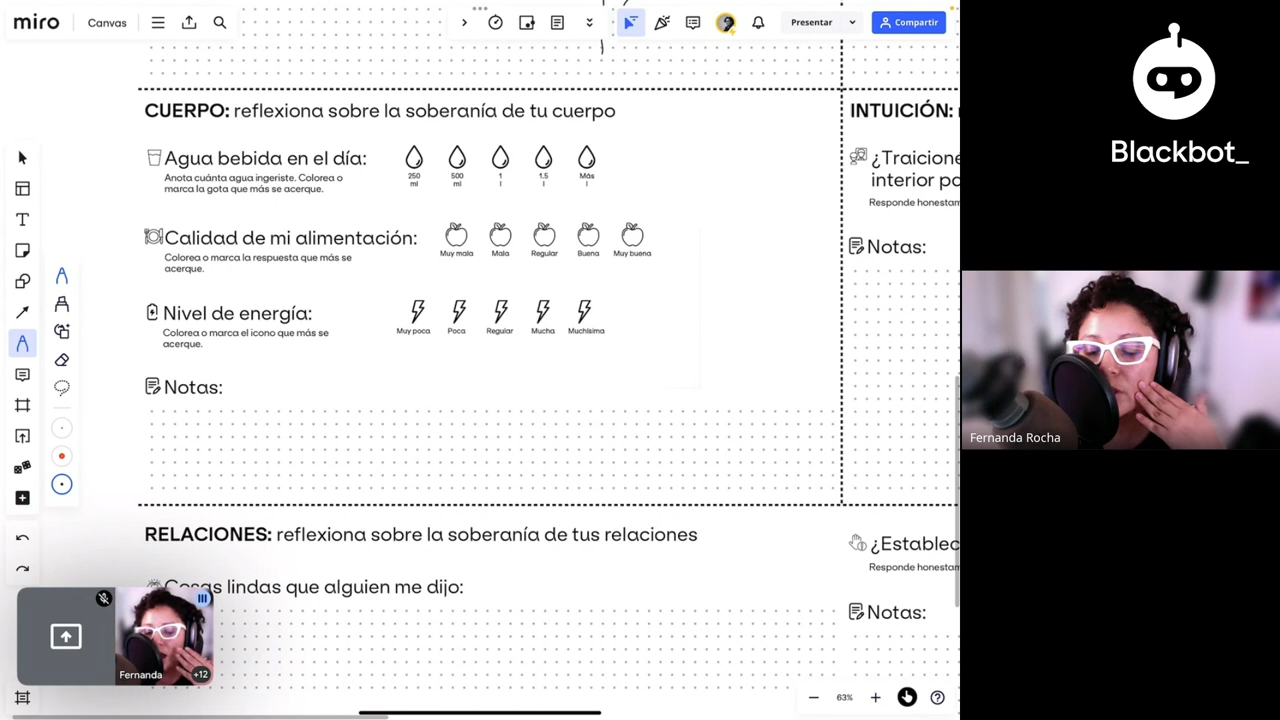 miro
Canvas
Presentar
Compartir
Blackbot_
CUERPO: reflexiona sobre la soberanía de tu cuerpo
Agua bebida en el día:
Anota cuánta agua ingeriste. Colorea o
marca la gota que más se acerque.
250
ml
500
ml
1
l
1.5
l
Más
l
Calidad de mi alimentación:
Colorea o marca la respuesta que más se
acerque.
Muy mala
Mala
Regular
Buena
Muy buena
Nivel de energía:
Colorea o marca el icono que más se
acerque.
Muy poca
Poca
Regular
Mucha
Muchísima
Notas:
INTUICIÓN:
¿Traicione
interior po
Responde honestam
Notas:
RELACIONES: reflexiona sobre la soberanía de tus relaciones
Cosas lindas que alguien me dijo:
¿Establec
Responde honestam
Notas:
Fernanda
+12
63%
Fernanda Rocha